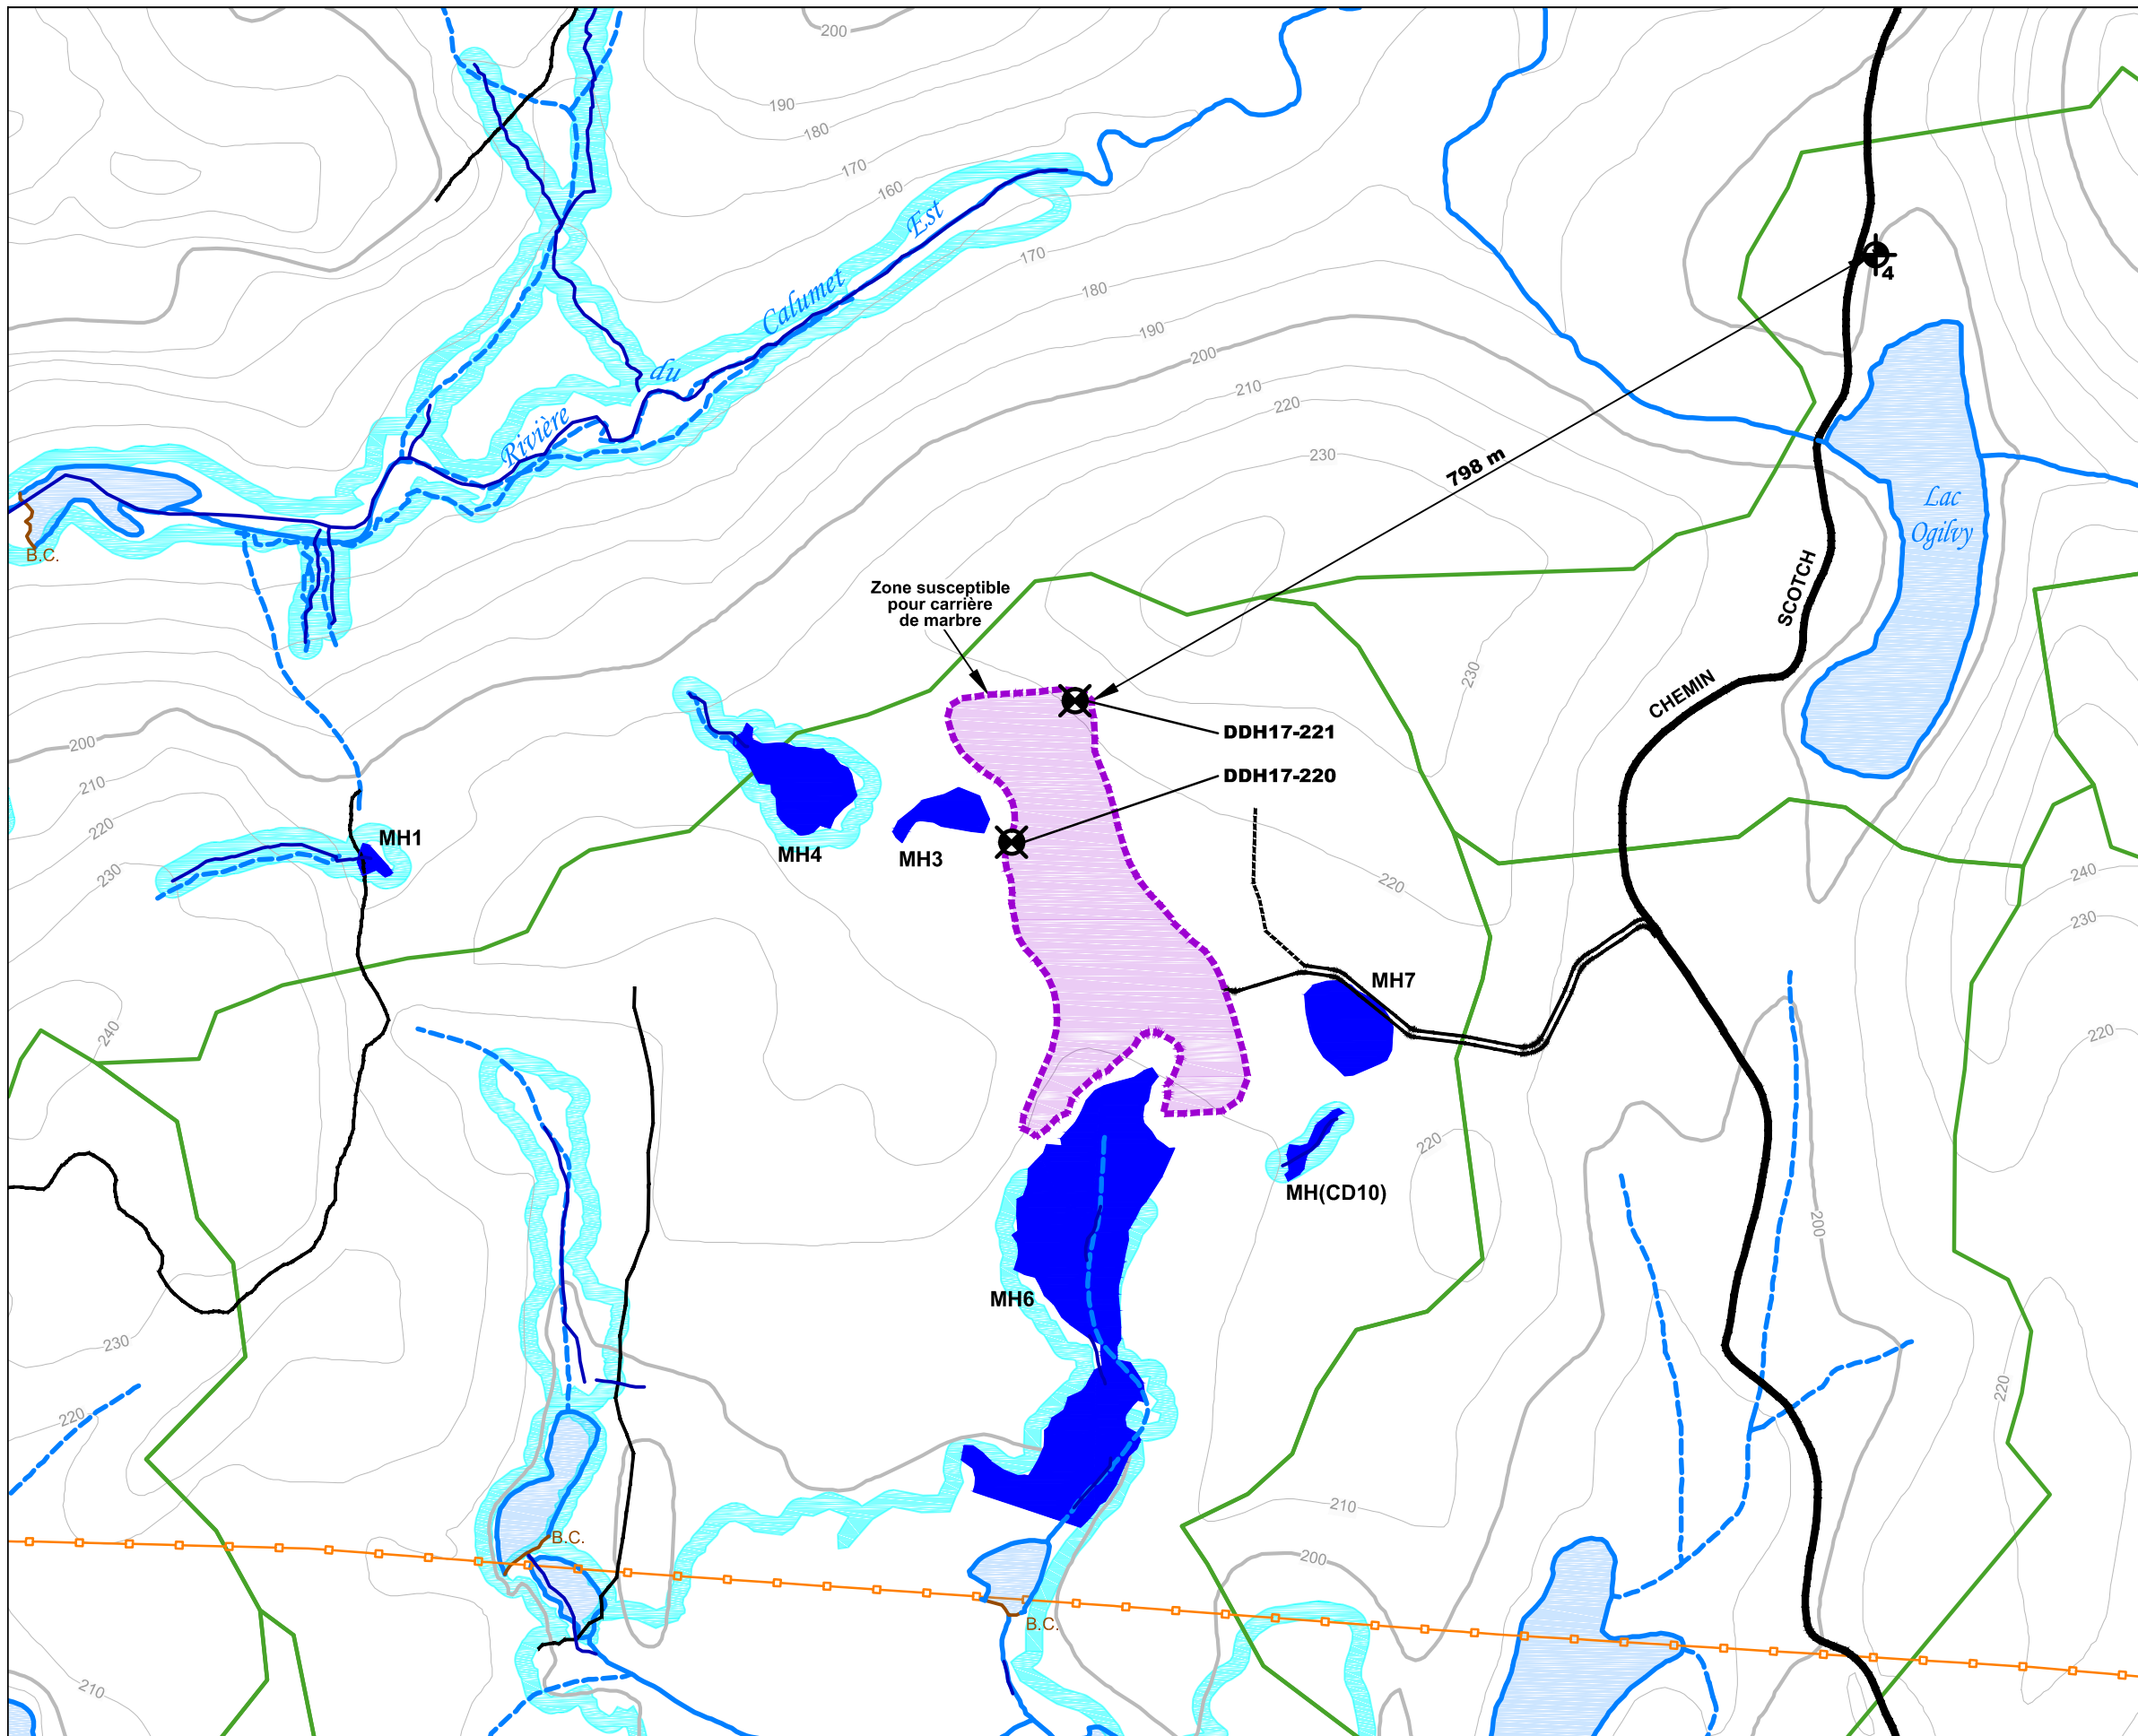 200
190
180
170
160
Est
Calumet
du
Rivière
170
180
190
200
210
220
230
4
798 m
Lac
Ogilvy
B.C.
SCOTCH
CHEMIN
Zone susceptible
pour carrière
de marbre
230
DDH17-221
DDH17-220
200
210
220
230
MH1
MH4
MH3
220
240
230
220
MH7
240
220
MH(CD10)
200
MH6
230
220
220
210
200
B.C.
B.C.
210